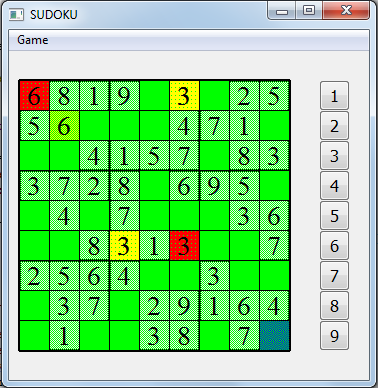 SUDOKU
Game
6 8 1 9 3 2 5 1
5 6 4 7 1 2
4 1 5 7 8 3 3
3 7 2 8 6 9 5 4
4 7 3 6 5
8 3 1 3 7 6
2 5 6 4 3 7
3 7 2 9 1 6 4 8
1 3 8 7 9